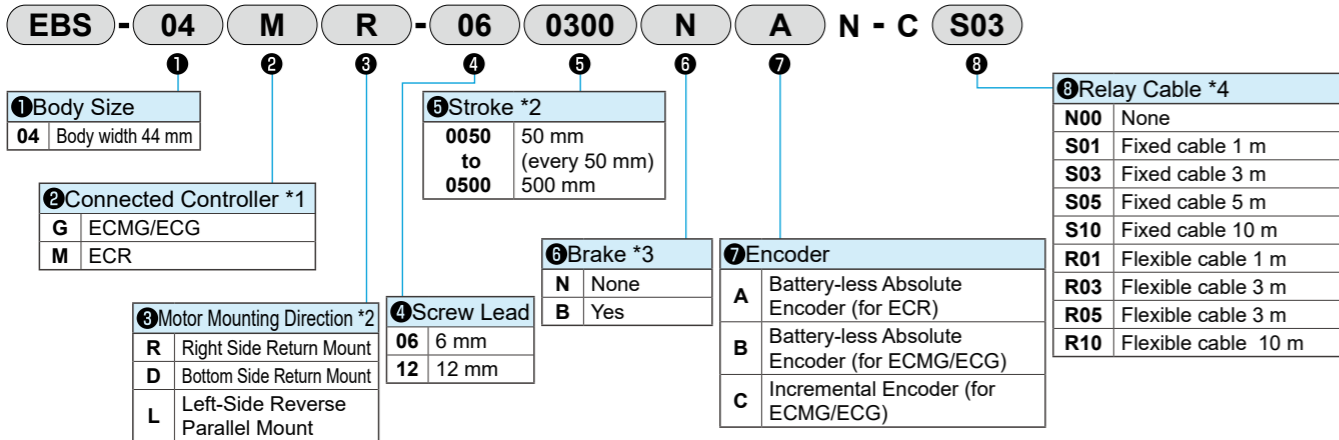 EBS - 04 M R - 06 0300 N A N - C S03
❶ ❷ ❸ ❹ ❺ ❻ ❼ ❽
❶Body Size
04 Body width 44 mm
❷Connected Controller *1
G ECMG/ECG
M ECR
❸Motor Mounting Direction *2
R Right Side Return Mount
D Bottom Side Return Mount
L Left-Side Reverse
Parallel Mount
❹Screw Lead
06 6 mm
12 12 mm
❺Stroke *2
0050 50 mm
to (every 50 mm)
0500 500 mm
❻Brake *3
N None
B Yes
❼Encoder
A Battery-less Absolute
Encoder (for ECR)
B Battery-less Absolute
Encoder (for ECMG/ECG)
C Incremental Encoder (for
ECMG/ECG)
❽Relay Cable *4
N00 None
S01 Fixed cable 1 m
S03 Fixed cable 3 m
S05 Fixed cable 5 m
S10 Fixed cable 10 m
R01 Flexible cable 1 m
R03 Flexible cable 3 m
R05 Flexible cable 3 m
R10 Flexible cable 10 m